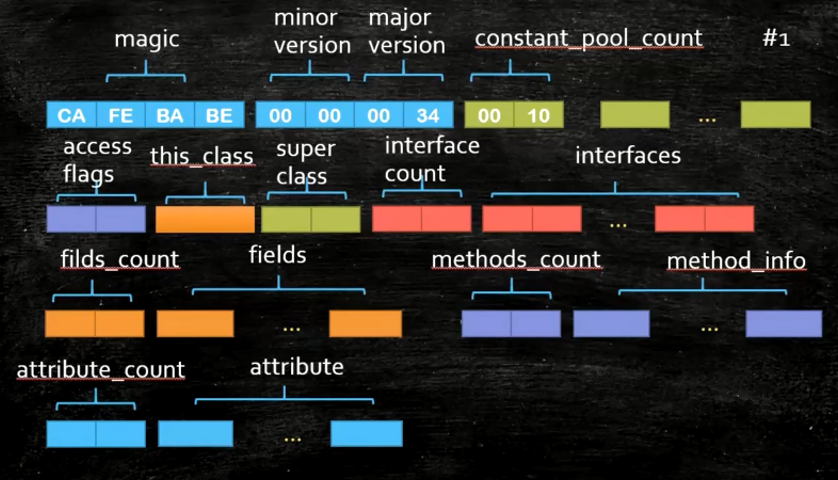 magic
minor version
major version
constant_pool_count
#1
CA FE BA BE 00 00 00 34 00 10 ...
access flags
this_class
super class
interface count
interfaces
...
filds_count
fields
methods_count
method_info
... ...
attribute_count
attribute
...